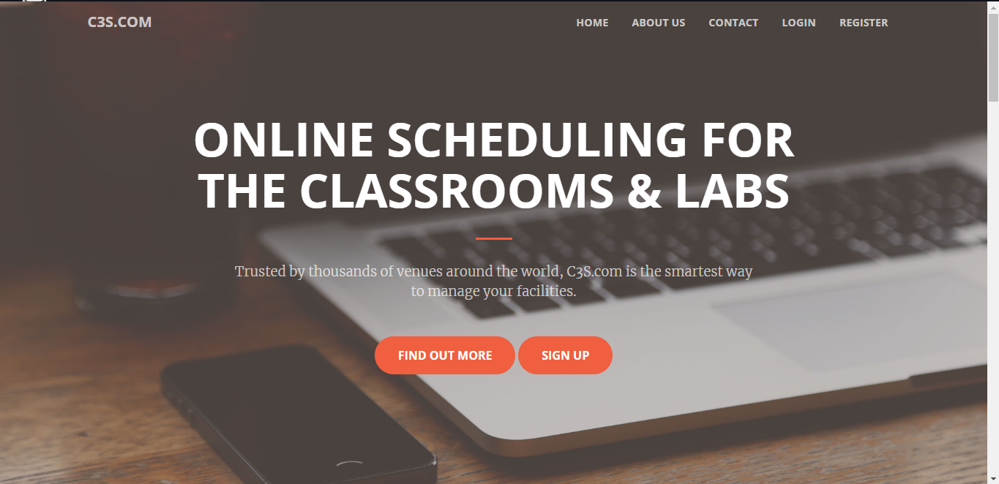 C3S.COM
HOME ABOUT US CONTACT LOGIN REGISTER
ONLINE SCHEDULING FOR
THE CLASSROOMS & LABS
Trusted by thousands of venues around the world, C3S.com is the smartest way
to manage your facilities.
FIND OUT MORE SIGN UP